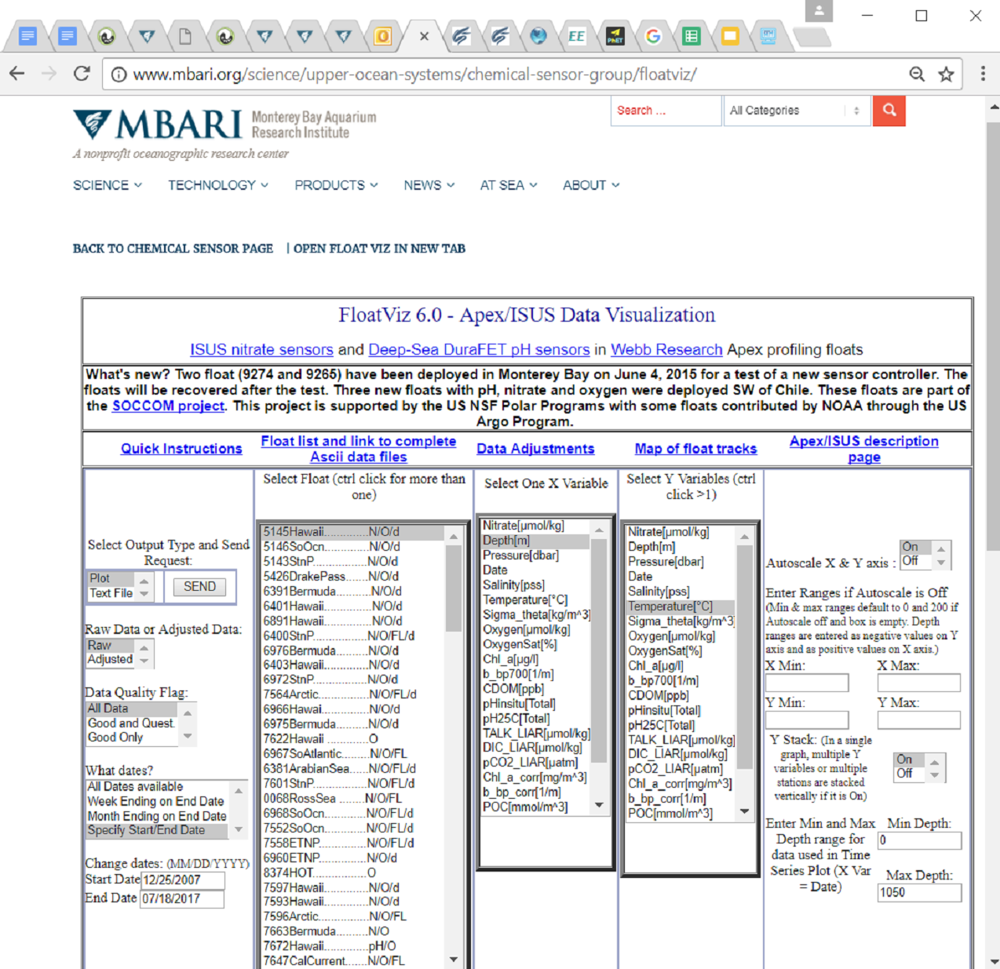 EE
PhET
www.mbari.org/science/upper-ocean-systems/chemical-sensor-group/floatviz/
MBARI Monterey Bay Aquarium Research Institute
A nonprofit oceanographic research center
Search ...
All Categories
SCIENCE TECHNOLOGY PRODUCTS NEWS AT SEA ABOUT
BACK TO CHEMICAL SENSOR PAGE | OPEN FLOAT VIZ IN NEW TAB
FloatViz 6.0 - Apex/ISUS Data Visualization
ISUS nitrate sensors and Deep-Sea DuraFET pH sensors in Webb Research Apex profiling floats
What's new? Two float (9274 and 9265) have been deployed in Monterey Bay on June 4, 2015 for a test of a new sensor controller. The
floats will be recovered after the test. Three new floats with pH, nitrate and oxygen were deployed SW of Chile. These floats are part of
the SOCCOM project. This project is supported by the US NSF Polar Programs with some floats contributed by NOAA through the US
Argo Program.
Quick Instructions
Float list and link to complete
Ascii data files
Data Adjustments
Map of float tracks
Apex/ISUS description
page
Select Output Type and Send
Request:
Plot
Text File
SEND
Raw Data or Adjusted Data:
Raw
Adjusted
Data Quality Flag:
All Data
Good and Quest.
Good Only
What dates?
All Dates available
Week Ending on End Date
Month Ending on End Date
Specify Start/End Date
Change dates: (MM/DD/YYYY)
Start Date 12/25/2007
End Date 07/18/2017
Select Float (ctrl click for more than
one)
5145Hawaii..............N/O/d
5146SoOcn.............N/O/d
5143StnP................N/O/d
5426DrakePass.......N/O/d
6391Bermuda..........N/O/d
6401Hawaii..............N/O/d
6891Hawaii..............N/O/d
6400StnP................N/O/FL/d
6976Bermuda..........N/O/d
6403Hawaii..............N/O/d
6972StnP................N/O/d
7564Arctic...............N/O/FL/d
6966Hawai..............N/O/d
6975Bermuda..........N/O/d
7622Hawaii .............O
6967SoAtlantic.........N/O/FL
6381ArabianSea......N/O/FL/d
7601StnP................N/O/FL/d
0068RossSea .........N/O/FL
6968SoOcn.............N/O/FL/d
7552SoOcn.............N/O/FL/d
7558ETNP..............N/O/FL/d
6960ETNP..............N/O/d
8374HOT.................O
7597Hawaii..............N/O/d
7593Hawaii..............N/O/d
7596Arctic................N/O/FL
7663Bermuda..........N/O
7672Hawaii..............pH/O
7647CalCurrent.......N/O/FL
Select One X Variable
Nitrate[µmol/kg]
Depth[m]
Pressure[dbar]
Date
Salinity[pss]
Temperature[°C]
Sigma_theta[kg/m^3]
Oxygen[µmol/kg]
OxygenSat[%]
Chl_a[µg/l]
b_bp700[1/m]
CDOM[ppb]
pHinsitu[Total]
pH25C[Total]
TALK_LIAR[µmol/kg]
DIC_LIAR[µmol/kg]
pCO2_LIAR[µatm]
Chl_a_corr[mg/m^3]
b_bp_corr[1/m]
POC[mmol/m^3]
Select Y Variables (ctrl
click >1)
Nitrate[µmol/kg]
Depth[m]
Pressure[dbar]
Date
Salinity[pss]
Temperature[°C]
Sigma_theta[kg/m^3]
Oxygen[µmol/kg]
OxygenSat[%]
Chl_a[µg/l]
b_bp700[1/m]
CDOM[ppb]
pHinsitu[Total]
pH25C[Total]
TALK_LIAR[µmol/kg]
DIC_LIAR[µmol/kg]
pCO2_LIAR[µatm]
Chl_a_corr[mg/m^3]
b_bp_corr[1/m]
POC[mmol/m^3]
Autoscale X & Y axis :
On
Off
Enter Ranges if Autoscale is Off
(Min & max ranges default to 0 and 200 if
Autoscale off and box is empty. Depth
ranges are entered as negative values on Y
axis and as positive values on X axis.)
X Min: X Max:
Y Min: Y Max:
Y Stack: (In a single
graph, multiple Y
variables or multiple
stations are stacked
vertically if it is On)
On
Off
Enter Min and Max
Depth range for
data used in Time
Series Plot (X Var
= Date)
Min Depth:
0
Max Depth:
1050